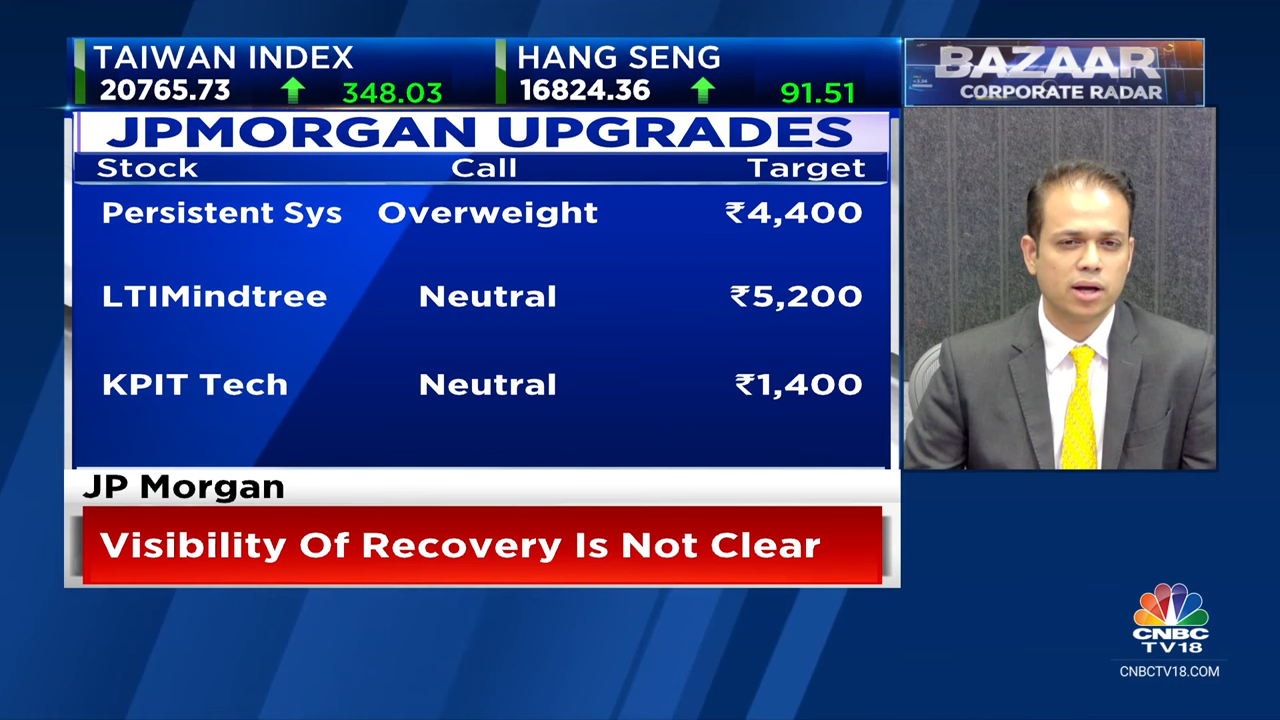 TAIWAN INDEX
20765.73 348.03
HANG SENG
16824.36 91.51
BAZAAR
CORPORATE RADAR
JPMORGAN UPGRADES
Stock Call Target
Persistent Sys Overweight ₹4,400
LTIMindtree Neutral ₹5,200
KPIT Tech Neutral ₹1,400
JP Morgan
Visibility Of Recovery Is Not Clear
CNBC
TV18
CNBCTV18.COM